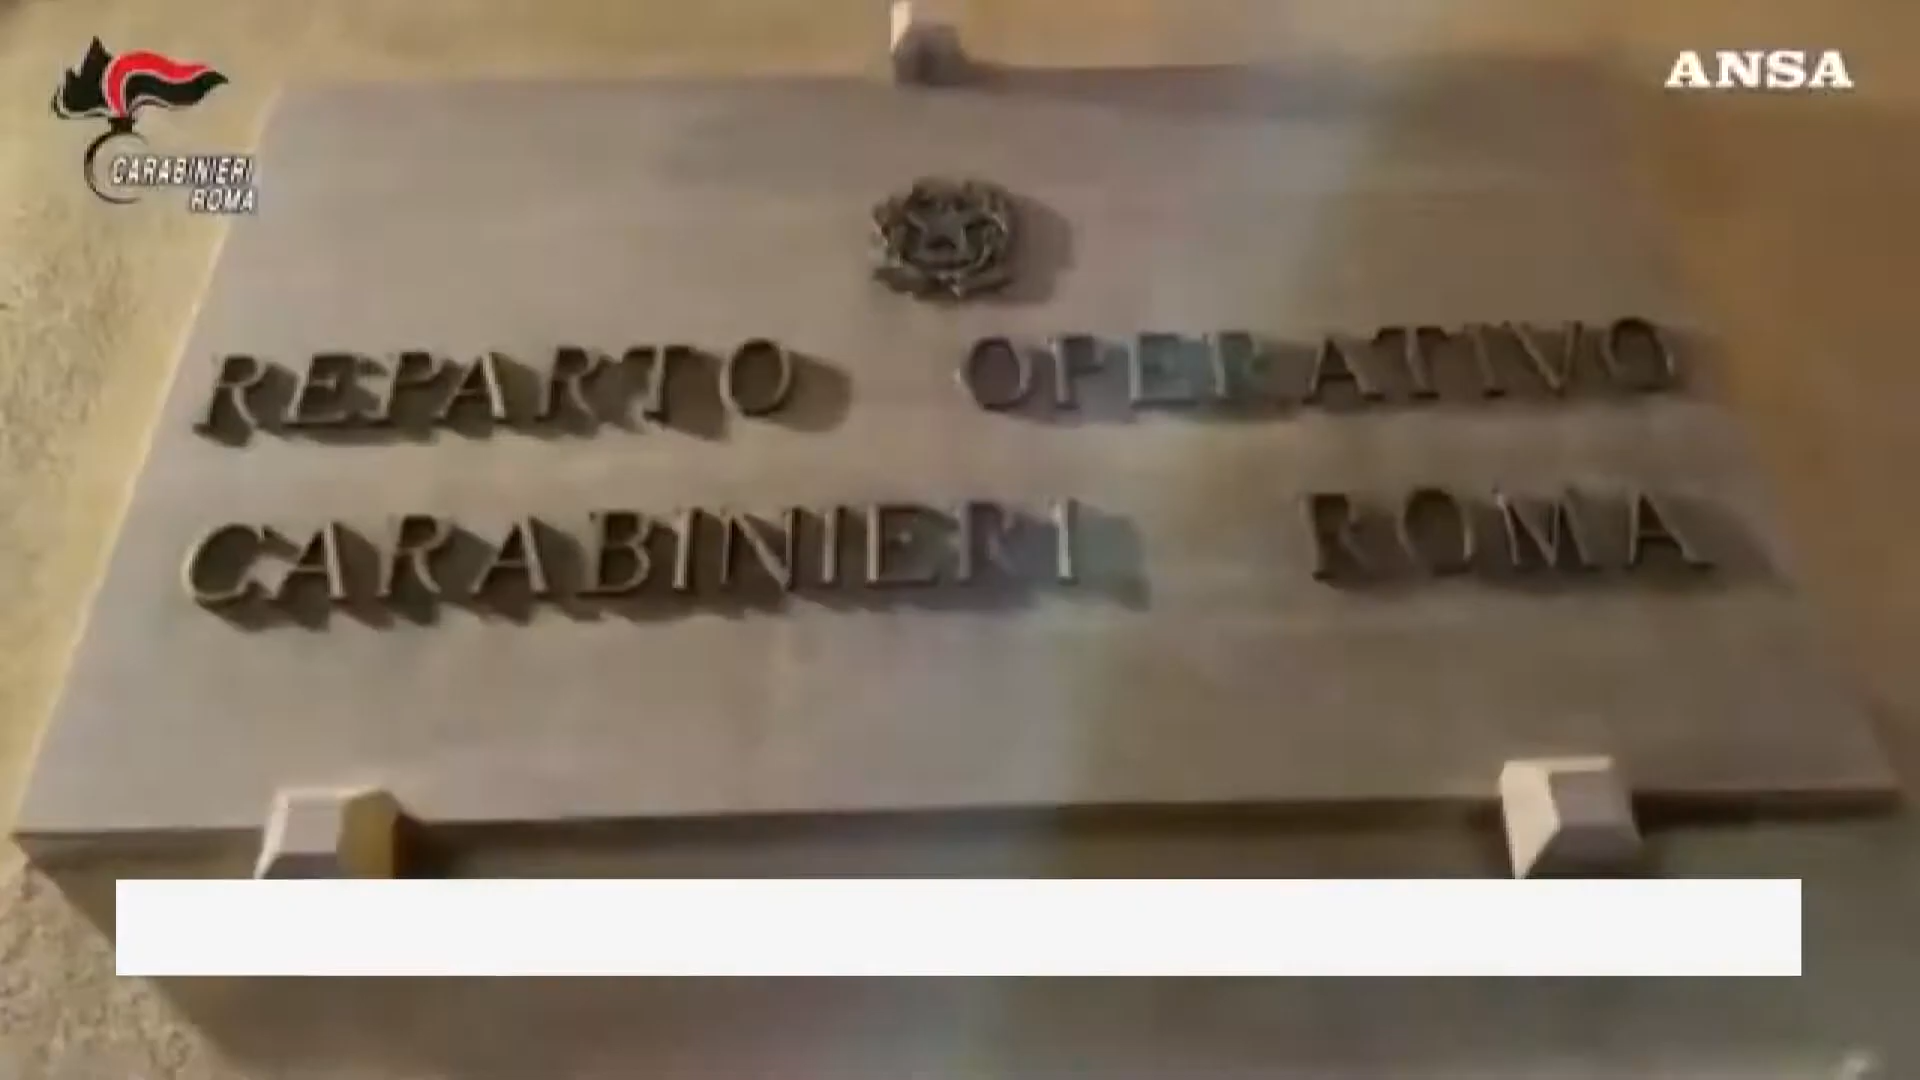 CARABINIERI
ROMA
ANSA
REPARTO OPERATIVO
CARABINIERI ROMA